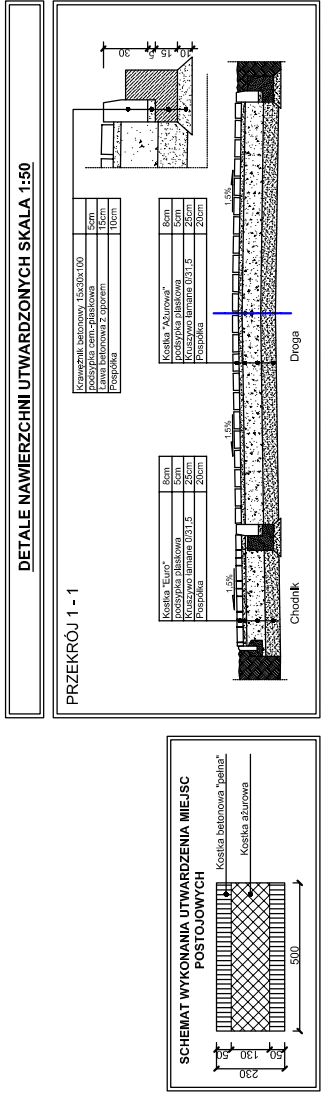 DETALE NAWIERZCHNI UTWARDZONYCH SKALA 1:50
PRZEKRÓJ 1 - 1
Krawężnik betonowy 15x30x100
podsypka cem.-piaskowa 5cm
Ława betonowa z oporem 15cm
Pospółka 10cm
30
5
15
10
Kostka "Euro" 8cm
podsypka piaskowa 5cm
Kruszywo łamane 0/31,5 25cm
Pospółka 20cm
Kostka "Ażurowa" 8cm
podsypka piaskowa 5cm
Kruszywo łamane 0/31,5 25cm
Pospółka 20cm
1,5%
1,5%
1,5%
Chodnik
Droga
SCHEMAT WYKONANIA UTWARDZENIA MIEJSC
POSTOJOWYCH
Kostka betonowa "pełna"
Kostka ażurowa
50
130
50
230
500